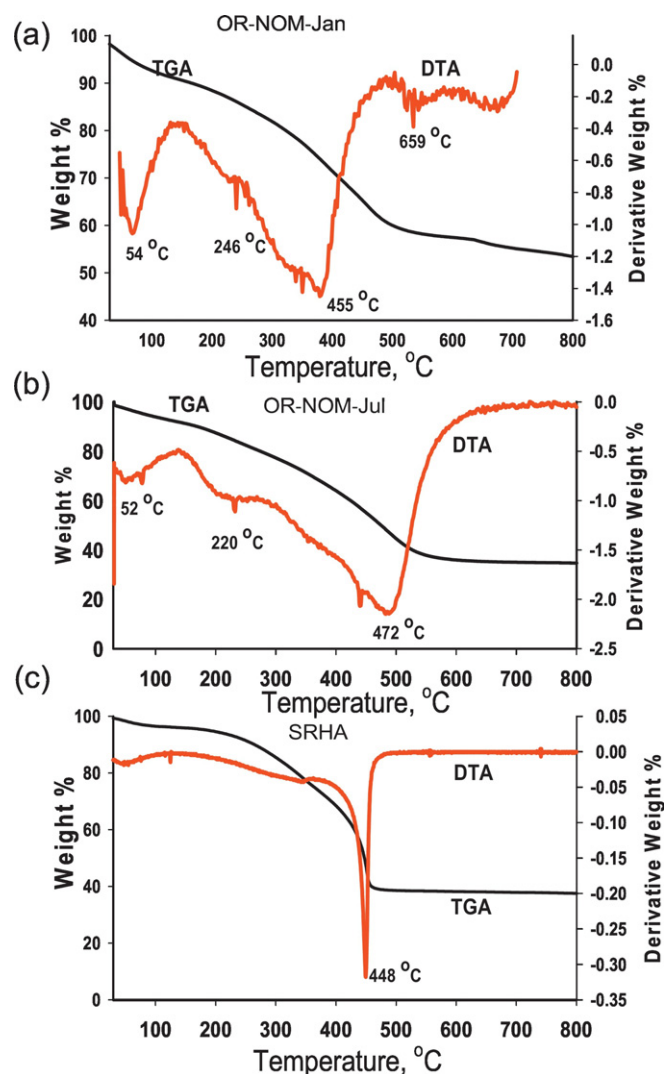 (a) OR-NOM-Jan
TGA DTA
100
90
80
70
60
50
40
Weight %
0.0
-0.2
-0.4
-0.6
-0.8
-1.0
-1.2
-1.4
-1.6
Derivative Weight %
54 °C
246 °C
455 °C
659 °C
100 200 300 400 500 600 700 800
Temperature, °C
(b) OR-NOM-Jul
TGA
DTA
100
80
60
40
20
0
Weight %
0.0
-0.5
-1.0
-1.5
-2.0
-2.5
Derivative Weight %
52 °C
220 °C
472 °C
100 200 300 400 500 600 700 800
Temperature, °C
(c) SRHA
DTA
TGA
100
80
60
40
20
0
Weight %
0.05
0.00
-0.05
-0.10
-0.15
-0.20
-0.25
-0.30
-0.35
Derivative Weight %
448 °C
100 200 300 400 500 600 700 800
Temperature, °C